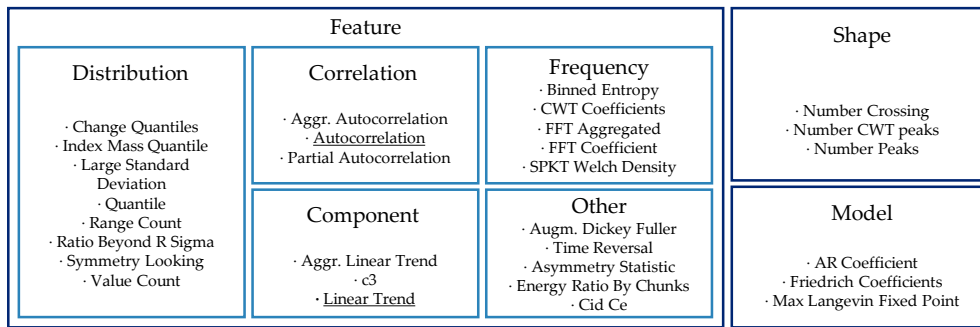 Feature
Distribution
· Change Quantiles
· Index Mass Quantile
· Large Standard
Deviation
· Quantile
· Range Count
· Ratio Beyond R Sigma
· Symmetry Looking
· Value Count
Correlation
· Aggr. Autocorrelation
· Autocorrelation
· Partial Autocorrelation
Frequency
· Binned Entropy
· CWT Coefficients
· FFT Aggregated
· FFT Coefficient
· SPKT Welch Density
Component
· Aggr. Linear Trend
· c3
· Linear Trend
Other
· Augm. Dickey Fuller
· Time Reversal
· Asymmetry Statistic
· Energy Ratio By Chunks
· Cid Ce
Shape
· Number Crossing
· Number CWT peaks
· Number Peaks
Model
· AR Coefficient
· Friedrich Coefficients
· Max Langevin Fixed Point